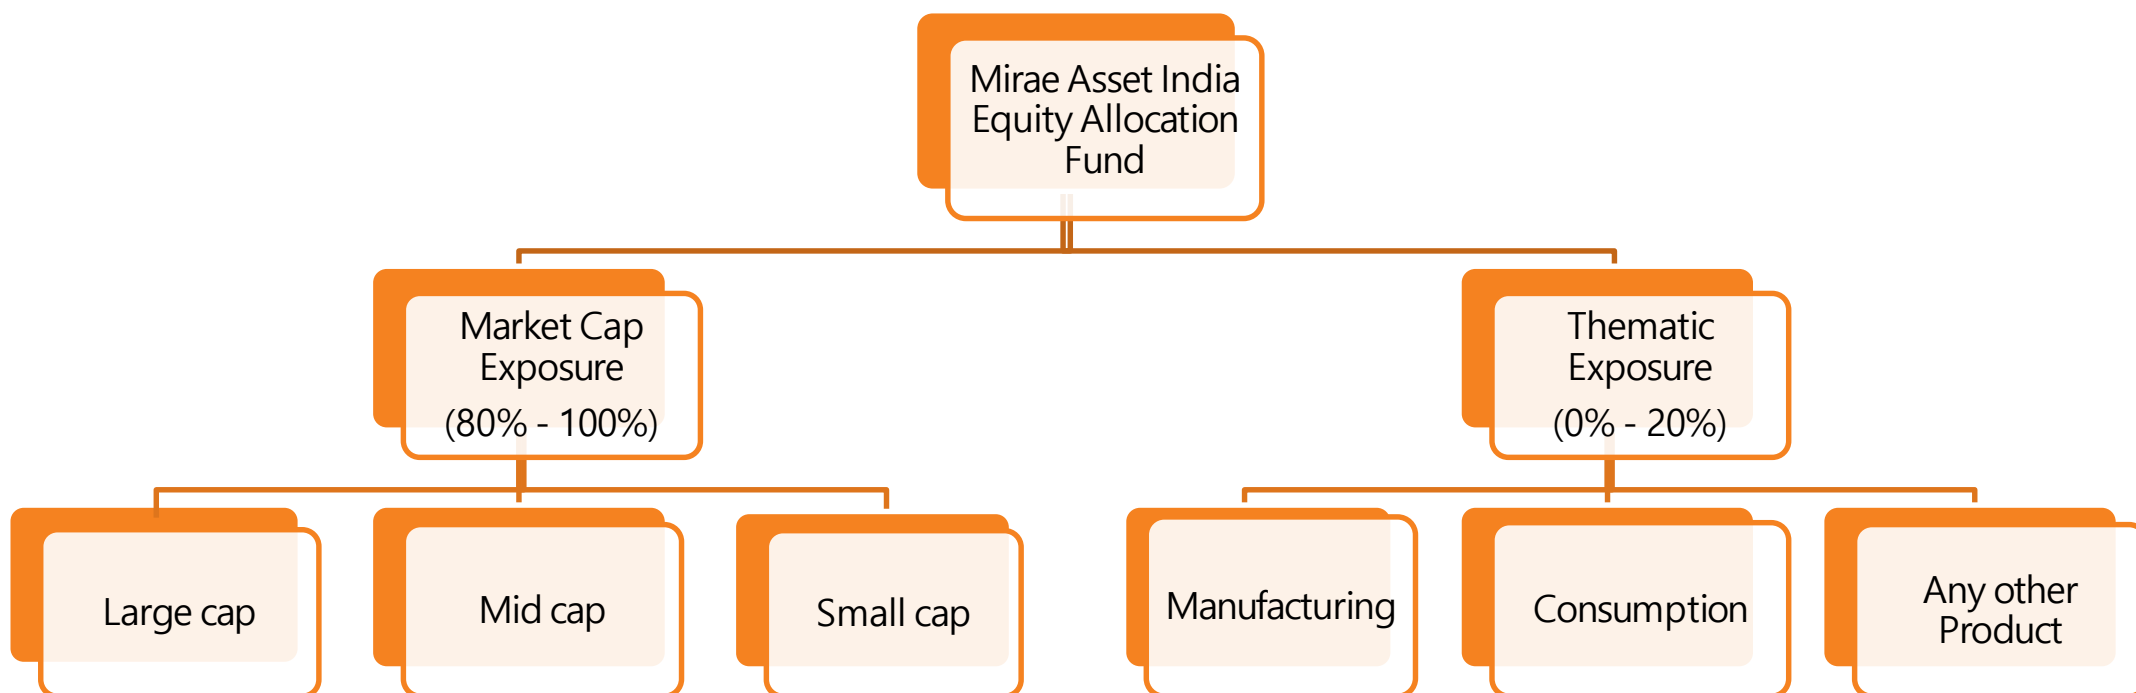 Mirae Asset India
Equity Allocation
Fund
Market Cap
Exposure
(80% - 100%)
Thematic
Exposure
(0% - 20%)
Large cap
Mid cap
Small cap
Manufacturing
Consumption
Any other
Product